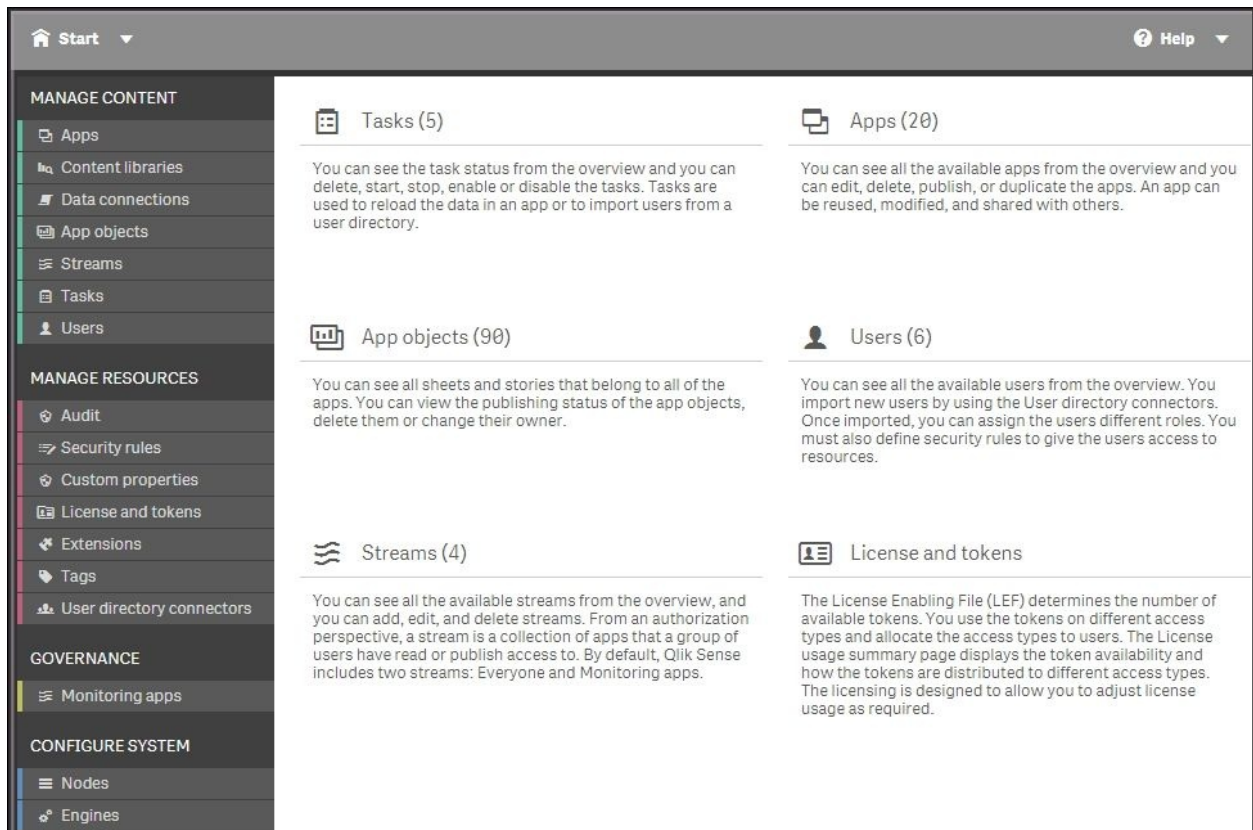 Start
Help
MANAGE CONTENT
Apps
Content libraries
Data connections
App objects
Streams
Tasks
Users
MANAGE RESOURCES
Audit
Security rules
Custom properties
License and tokens
Extensions
Tags
User directory connectors
GOVERNANCE
Monitoring apps
CONFIGURE SYSTEM
Nodes
Engines
Tasks (5)
You can see the task status from the overview and you can
delete, start, stop, enable or disable the tasks. Tasks are
used to reload the data in an app or to import users from a
user directory.
Apps (20)
You can see all the available apps from the overview and you
can edit, delete, publish, or duplicate the apps. An app can
be reused, modified, and shared with others.
App objects (90)
You can see all sheets and stories that belong to all of the
apps. You can view the publishing status of the app objects,
delete them or change their owner.
Users (6)
You can see all the available users from the overview. You
import new users by using the User directory connectors.
Once imported, you can assign the users different roles. You
must also define security rules to give the users access to
resources.
Streams (4)
You can see all the available streams from the overview, and
you can add, edit, and delete streams. From an authorization
perspective, a stream is a collection of apps that a group of
users have read or publish access to. By default, Qlik Sense
includes two streams: Everyone and Monitoring apps.
License and tokens
The License Enabling File (LEF) determines the number of
available tokens. You use the tokens on different access
types and allocate the access types to users. The License
usage summary page displays the token availability and
how the tokens are distributed to different access types.
The licensing is designed to allow you to adjust license
usage as required.